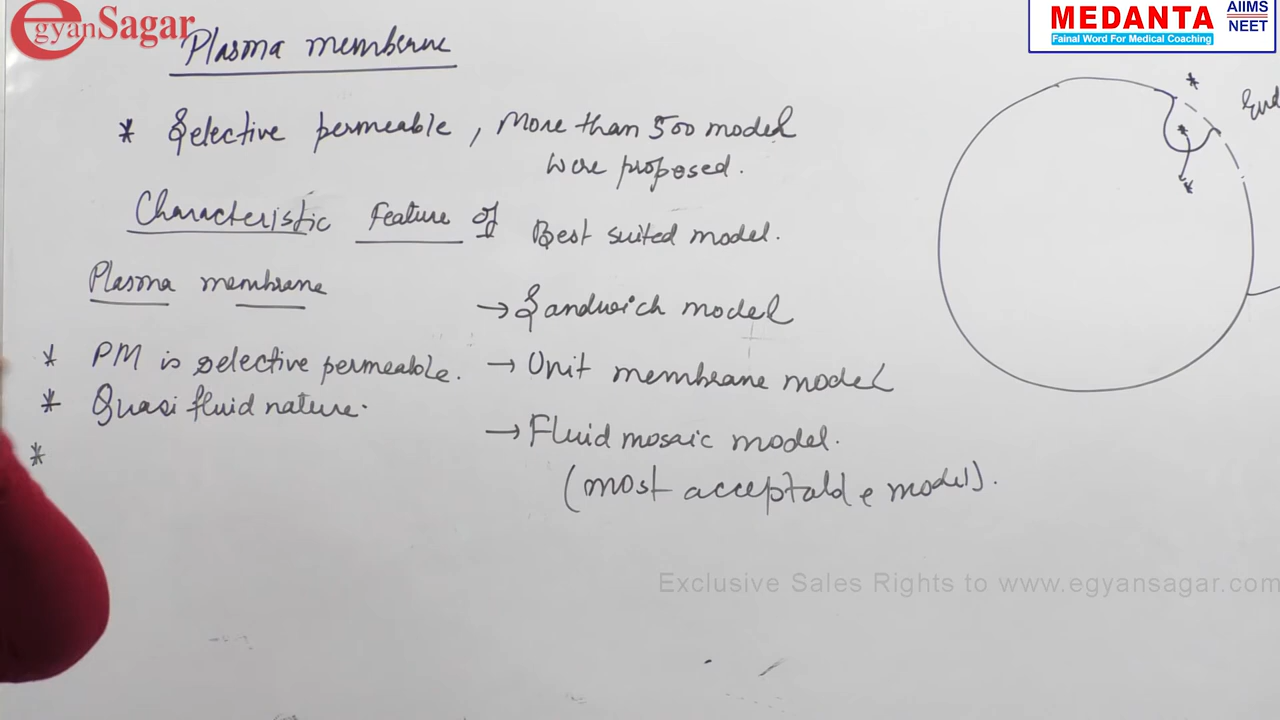 egyanSagar
MEDANTA
Fainal Word For Medical Coaching
AIIMS
NEET
Plasma membrane
* Selective permeable, More than 500 model
were proposed.
Characteristic Feature of
Plasma membrane
* PM is selective permeable.
* Quasi fluid nature.
*
Best suited model.
→ Sandwich model
→ Unit membrane model
→ Fluid mosaic model.
(most acceptable model).
*
End
Exclusive Sales Rights to www.egyansagar.com